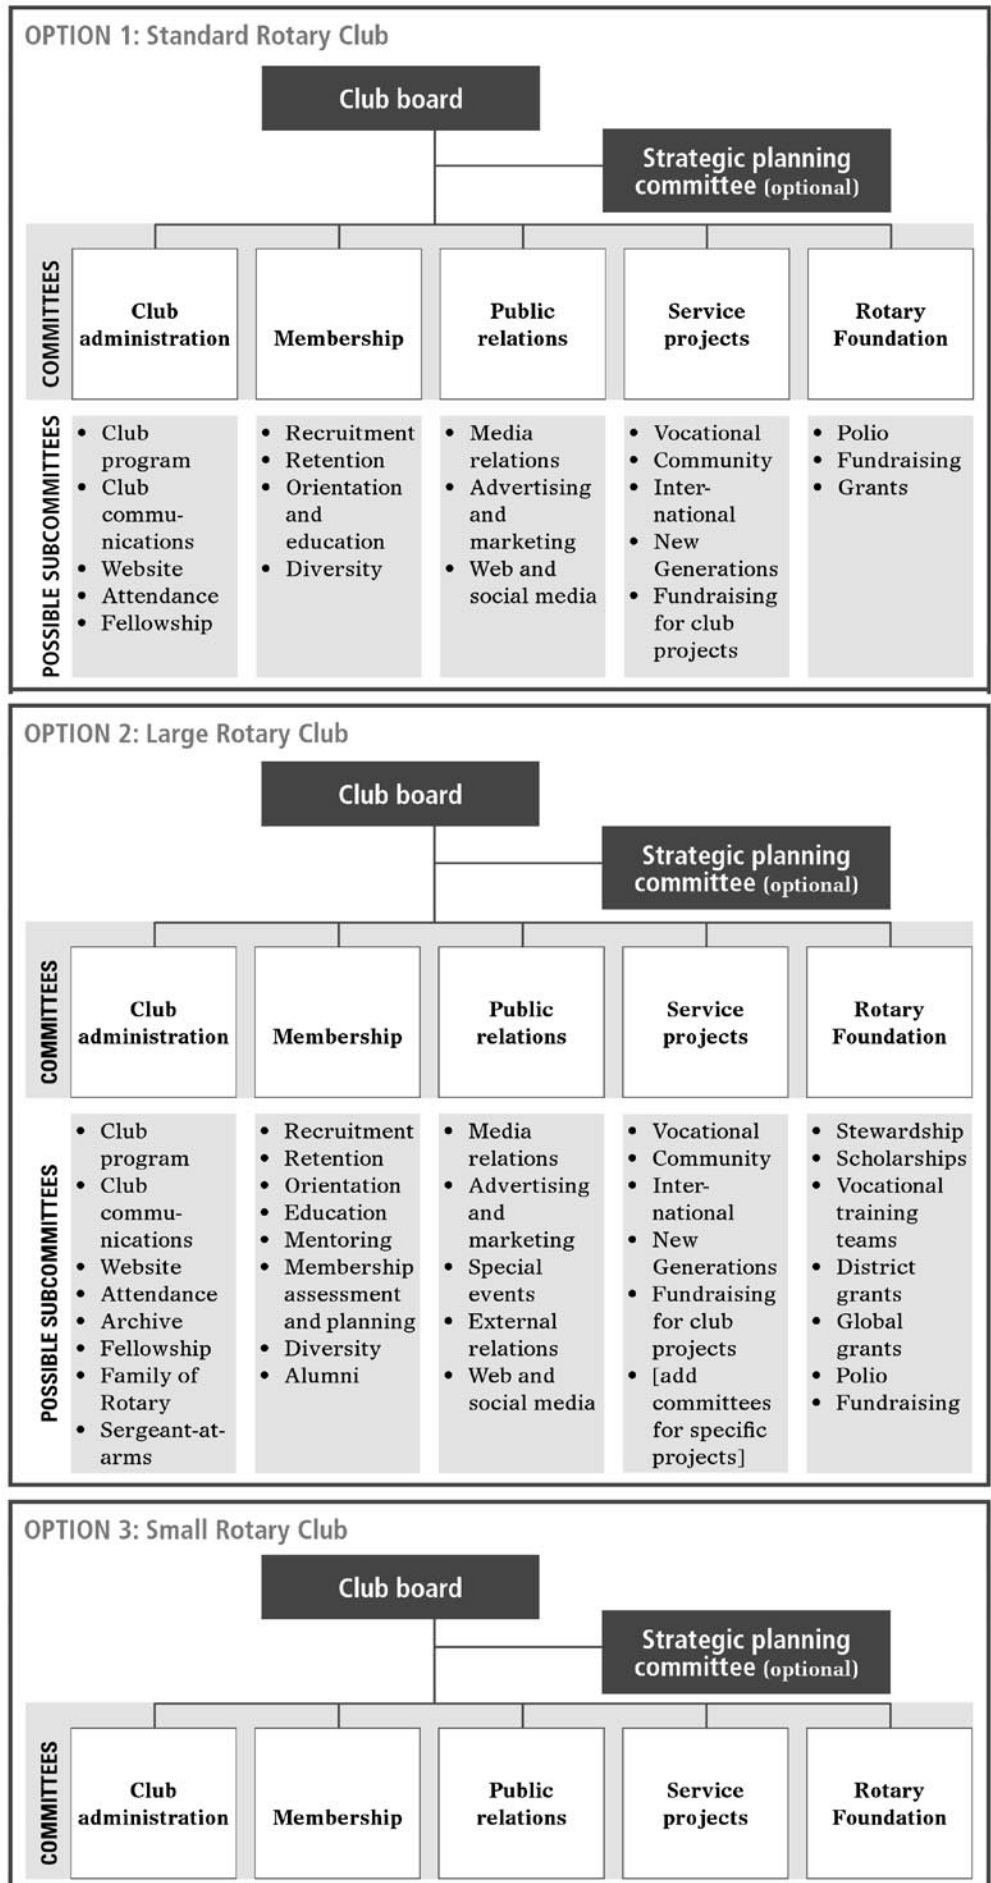 OPTION 1: Standard Rotary Club
Club board
Strategic planning
committee (optional)
COMMITTEES
Club
administration
Membership
Public
relations
Service
projects
Rotary
Foundation
POSSIBLE SUBCOMMITTEES
• Club
program
• Club
commu-
nications
• Website
• Attendance
• Fellowship
• Recruitment
• Retention
• Orientation
and
education
• Diversity
• Media
relations
• Advertising
and
marketing
• Web and
social media
• Vocational
• Community
• Inter-
national
• New
Generations
• Fundraising
for club
projects
• Polio
• Fundraising
• Grants
OPTION 2: Large Rotary Club
Club board
Strategic planning
committee (optional)
COMMITTEES
Club
administration
Membership
Public
relations
Service
projects
Rotary
Foundation
POSSIBLE SUBCOMMITTEES
• Club
program
• Club
commu-
nications
• Website
• Attendance
• Archive
• Fellowship
• Family of
Rotary
• Sergeant-at-
arms
• Recruitment
• Retention
• Orientation
• Education
• Mentoring
• Membership
assessment
and planning
• Diversity
• Alumni
• Media
relations
• Advertising
and
marketing
• Special
events
• External
relations
• Web and
social media
• Vocational
• Community
• Inter-
national
• New
Generations
• Fundraising
for club
projects
• [add
committees
for specific
projects]
• Stewardship
• Scholarships
• Vocational
training
teams
• District
grants
• Global
grants
• Polio
• Fundraising
OPTION 3: Small Rotary Club
Club board
Strategic planning
committee (optional)
COMMITTEES
Club
administration
Membership
Public
relations
Service
projects
Rotary
Foundation